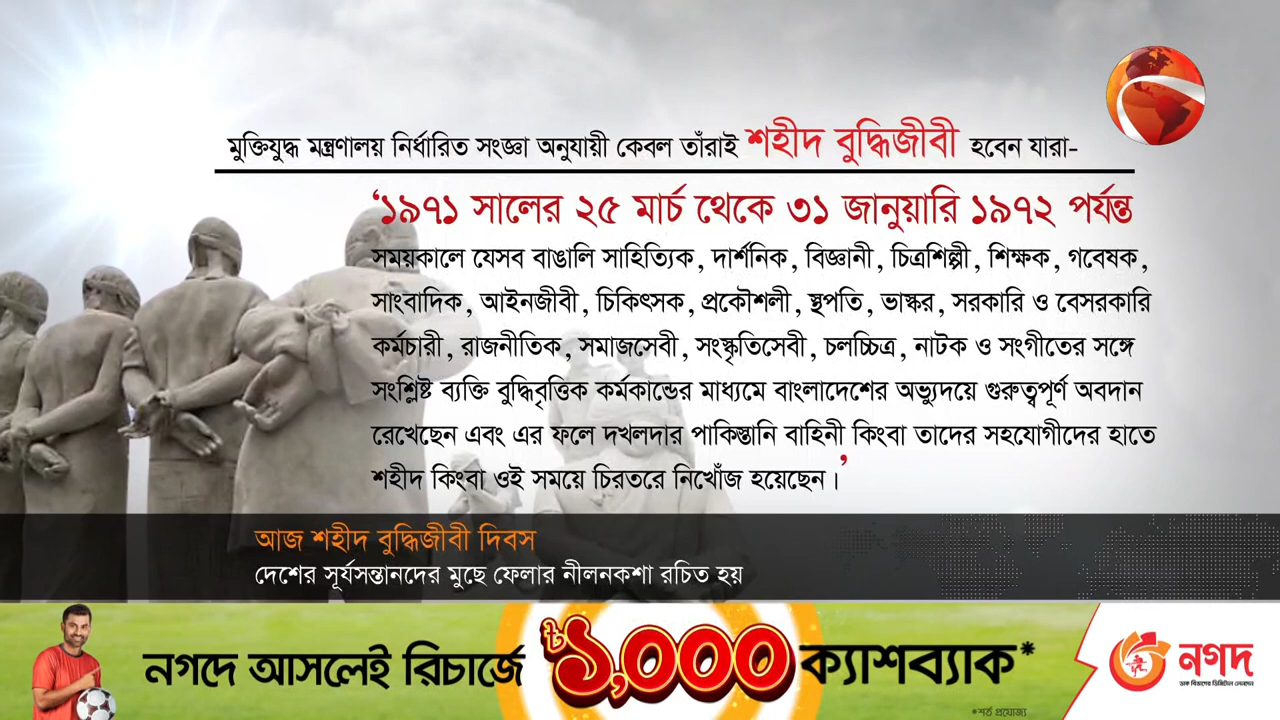 মুক্তিযুদ্ধ মন্ত্রণালয় নির্ধারিত সংজ্ঞা অনুযায়ী কেবল তাঁরাই শহীদ বুদ্ধিজীবী হবেন যারা-
‘১৯৭১ সালের ২৫ মার্চ থেকে ৩১ জানুয়ারি ১৯৭২ পর্যন্ত
সময়কালে যেসব বাঙালি সাহিত্যিক, দার্শনিক, বিজ্ঞানী, চিত্রশিল্পী, শিক্ষক, গবেষক,
সাংবাদিক, আইনজীবী, চিকিৎসক, প্রকৌশলী, স্থপতি, ভাস্কর, সরকারি ও বেসরকারি
কর্মচারী, রাজনীতিক, সমাজসেবী, সংস্কৃতিসেবী, চলচ্চিত্র, নাটক ও সংগীতের সঙ্গে
সংশ্লিষ্ট ব্যক্তি বুদ্ধিবৃত্তিক কর্মকান্ডের মাধ্যমে বাংলাদেশের অভ্যুদয়ে গুরুত্বপূর্ণ অবদান
রেখেছেন এবং এর ফলে দখলদার পাকিস্তানি বাহিনী কিংবা তাদের সহযোগীদের হাতে
শহীদ কিংবা ওই সময়ে চিরতরে নিখোঁজ হয়েছেন।’
আজ শহীদ বুদ্ধিজীবী দিবস
দেশের সূর্যসন্তানদের মুছে ফেলার নীলনকশা রচিত হয়
নগদে আসলেই রিচার্জে ৳১,০০০ ক্যাশব্যাক*
নগদ
ডাক বিভাগের ডিজিটাল লেনদেন
*শর্ত প্রযোজ্য